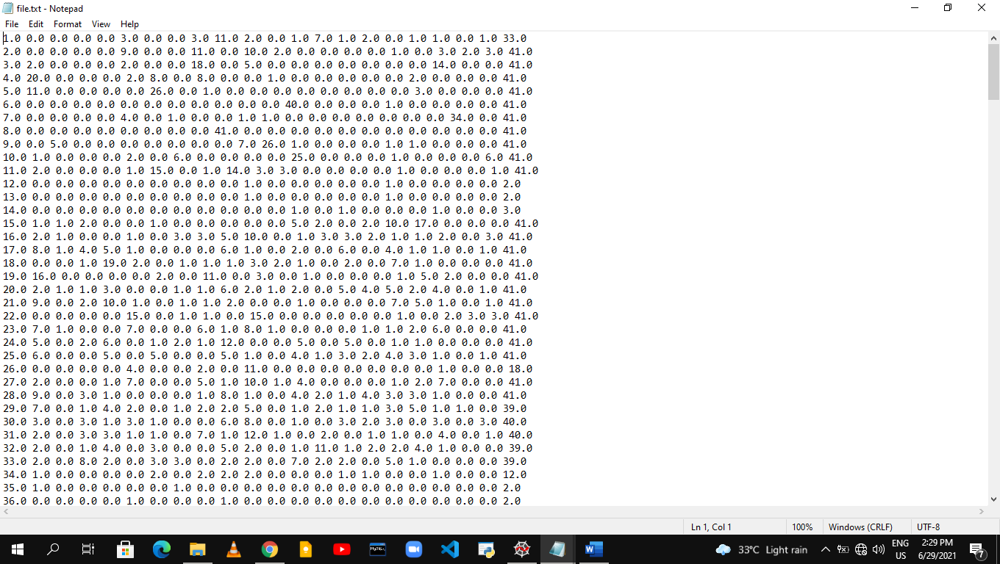 file.txt - Notepad
File Edit Format View Help
1.0 0.0 0.0 0.0 0.0 3.0 0.0 0.0 3.0 11.0 2.0 0.0 1.0 7.0 1.0 2.0 0.0 1.0 1.0 0.0 1.0 33.0
2.0 0.0 0.0 0.0 0.0 9.0 0.0 0.0 11.0 0.0 10.0 2.0 0.0 0.0 0.0 0.0 1.0 0.0 3.0 2.0 3.0 41.0
3.0 2.0 0.0 0.0 0.0 2.0 0.0 0.0 18.0 0.0 5.0 0.0 0.0 0.0 0.0 0.0 0.0 0.0 14.0 0.0 0.0 41.0
4.0 20.0 0.0 0.0 0.0 2.0 8.0 0.0 8.0 0.0 0.0 1.0 0.0 0.0 0.0 0.0 0.0 2.0 0.0 0.0 0.0 41.0
5.0 11.0 0.0 0.0 0.0 0.0 26.0 0.0 1.0 0.0 0.0 0.0 0.0 0.0 0.0 0.0 0.0 3.0 0.0 0.0 0.0 41.0
6.0 0.0 0.0 0.0 0.0 0.0 0.0 0.0 0.0 0.0 0.0 0.0 40.0 0.0 0.0 0.0 1.0 0.0 0.0 0.0 0.0 41.0
7.0 0.0 0.0 0.0 0.0 4.0 0.0 1.0 0.0 0.0 1.0 1.0 0.0 0.0 0.0 0.0 0.0 0.0 0.0 34.0 0.0 41.0
8.0 0.0 0.0 0.0 0.0 0.0 0.0 0.0 0.0 41.0 0.0 0.0 0.0 0.0 0.0 0.0 0.0 0.0 0.0 0.0 0.0 41.0
9.0 0.0 5.0 0.0 0.0 0.0 0.0 0.0 0.0 0.0 7.0 26.0 1.0 0.0 0.0 0.0 1.0 1.0 0.0 0.0 0.0 41.0
10.0 1.0 0.0 0.0 0.0 2.0 0.0 6.0 0.0 0.0 0.0 0.0 25.0 0.0 0.0 0.0 1.0 0.0 0.0 0.0 6.0 41.0
11.0 2.0 0.0 0.0 0.0 1.0 15.0 0.0 1.0 14.0 3.0 3.0 0.0 0.0 0.0 0.0 1.0 0.0 0.0 0.0 1.0 41.0
12.0 0.0 0.0 0.0 0.0 0.0 0.0 0.0 0.0 0.0 1.0 0.0 0.0 0.0 0.0 0.0 1.0 0.0 0.0 0.0 0.0 2.0
13.0 0.0 0.0 0.0 0.0 0.0 0.0 0.0 0.0 0.0 1.0 0.0 0.0 0.0 0.0 0.0 1.0 0.0 0.0 0.0 0.0 2.0
14.0 0.0 0.0 0.0 0.0 0.0 0.0 0.0 0.0 0.0 0.0 0.0 1.0 0.0 1.0 0.0 0.0 0.0 1.0 0.0 0.0 3.0
15.0 1.0 1.0 2.0 0.0 0.0 1.0 0.0 0.0 0.0 0.0 0.0 5.0 2.0 0.0 2.0 10.0 17.0 0.0 0.0 0.0 41.0
16.0 2.0 1.0 0.0 0.0 1.0 0.0 3.0 3.0 5.0 10.0 0.0 1.0 3.0 3.0 2.0 1.0 1.0 2.0 0.0 3.0 41.0
17.0 8.0 1.0 4.0 5.0 1.0 0.0 0.0 0.0 6.0 1.0 0.0 2.0 0.0 6.0 0.0 4.0 1.0 1.0 0.0 1.0 41.0
18.0 0.0 0.0 1.0 19.0 2.0 0.0 1.0 1.0 1.0 3.0 2.0 1.0 0.0 2.0 0.0 7.0 1.0 0.0 0.0 0.0 41.0
19.0 16.0 0.0 0.0 0.0 0.0 2.0 0.0 11.0 0.0 3.0 0.0 1.0 0.0 0.0 0.0 1.0 5.0 2.0 0.0 0.0 41.0
20.0 2.0 1.0 1.0 3.0 0.0 0.0 1.0 1.0 6.0 2.0 1.0 2.0 0.0 5.0 4.0 5.0 2.0 4.0 0.0 1.0 41.0
21.0 9.0 0.0 2.0 10.0 1.0 0.0 1.0 1.0 2.0 0.0 0.0 1.0 0.0 0.0 0.0 7.0 5.0 1.0 0.0 1.0 41.0
22.0 0.0 0.0 0.0 0.0 15.0 0.0 1.0 1.0 0.0 15.0 0.0 0.0 0.0 0.0 0.0 1.0 0.0 2.0 3.0 3.0 41.0
23.0 7.0 1.0 0.0 0.0 7.0 0.0 0.0 6.0 1.0 8.0 1.0 0.0 0.0 0.0 1.0 1.0 2.0 6.0 0.0 0.0 41.0
24.0 5.0 0.0 2.0 6.0 0.0 1.0 2.0 1.0 12.0 0.0 0.0 5.0 0.0 5.0 0.0 1.0 1.0 0.0 0.0 0.0 41.0
25.0 6.0 0.0 0.0 5.0 0.0 5.0 0.0 0.0 5.0 1.0 0.0 4.0 1.0 3.0 2.0 4.0 3.0 1.0 0.0 1.0 41.0
26.0 0.0 0.0 0.0 0.0 4.0 0.0 0.0 2.0 0.0 11.0 0.0 0.0 0.0 0.0 0.0 0.0 0.0 1.0 0.0 0.0 18.0
27.0 2.0 0.0 0.0 1.0 7.0 0.0 0.0 5.0 1.0 10.0 1.0 4.0 0.0 0.0 0.0 1.0 2.0 7.0 0.0 0.0 41.0
28.0 9.0 0.0 3.0 1.0 0.0 0.0 0.0 1.0 8.0 1.0 0.0 4.0 2.0 1.0 4.0 3.0 3.0 1.0 0.0 0.0 41.0
29.0 7.0 0.0 1.0 4.0 2.0 0.0 1.0 2.0 2.0 5.0 0.0 1.0 2.0 1.0 1.0 3.0 5.0 1.0 1.0 0.0 39.0
30.0 3.0 0.0 3.0 1.0 3.0 1.0 0.0 0.0 6.0 8.0 0.0 1.0 0.0 3.0 2.0 3.0 0.0 3.0 0.0 3.0 40.0
31.0 2.0 0.0 3.0 3.0 1.0 1.0 0.0 7.0 1.0 12.0 1.0 0.0 2.0 0.0 1.0 1.0 0.0 4.0 0.0 1.0 40.0
32.0 2.0 0.0 1.0 4.0 0.0 3.0 0.0 0.0 5.0 2.0 0.0 1.0 11.0 1.0 2.0 2.0 4.0 1.0 0.0 0.0 39.0
33.0 2.0 0.0 8.0 2.0 0.0 3.0 3.0 0.0 2.0 2.0 0.0 7.0 2.0 2.0 0.0 5.0 1.0 0.0 0.0 0.0 39.0
34.0 1.0 0.0 0.0 0.0 0.0 2.0 0.0 2.0 2.0 2.0 0.0 0.0 0.0 1.0 1.0 0.0 0.0 1.0 0.0 0.0 12.0
35.0 1.0 0.0 0.0 0.0 0.0 0.0 1.0 0.0 0.0 0.0 0.0 0.0 0.0 0.0 0.0 0.0 0.0 0.0 0.0 0.0 2.0
36.0 0.0 0.0 0.0 0.0 1.0 0.0 0.0 0.0 1.0 0.0 0.0 0.0 0.0 0.0 0.0 0.0 0.0 0.0 0.0 0.0 2.0
Ln 1, Col 1 100% Windows (CRLF) UTF-8
MySQL
W
33°C Light rain
ENG
US
2:29 PM
6/29/2021
7